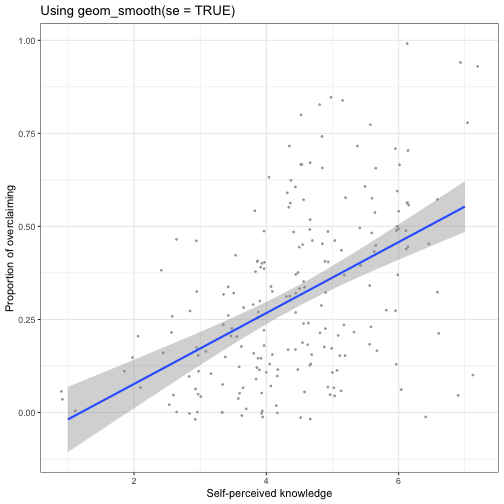 Using geom_smooth(se = TRUE)
Proportion of overclaiming
1.00
0.75
0.50
0.25
0.00
2 4 6
Self-perceived knowledge